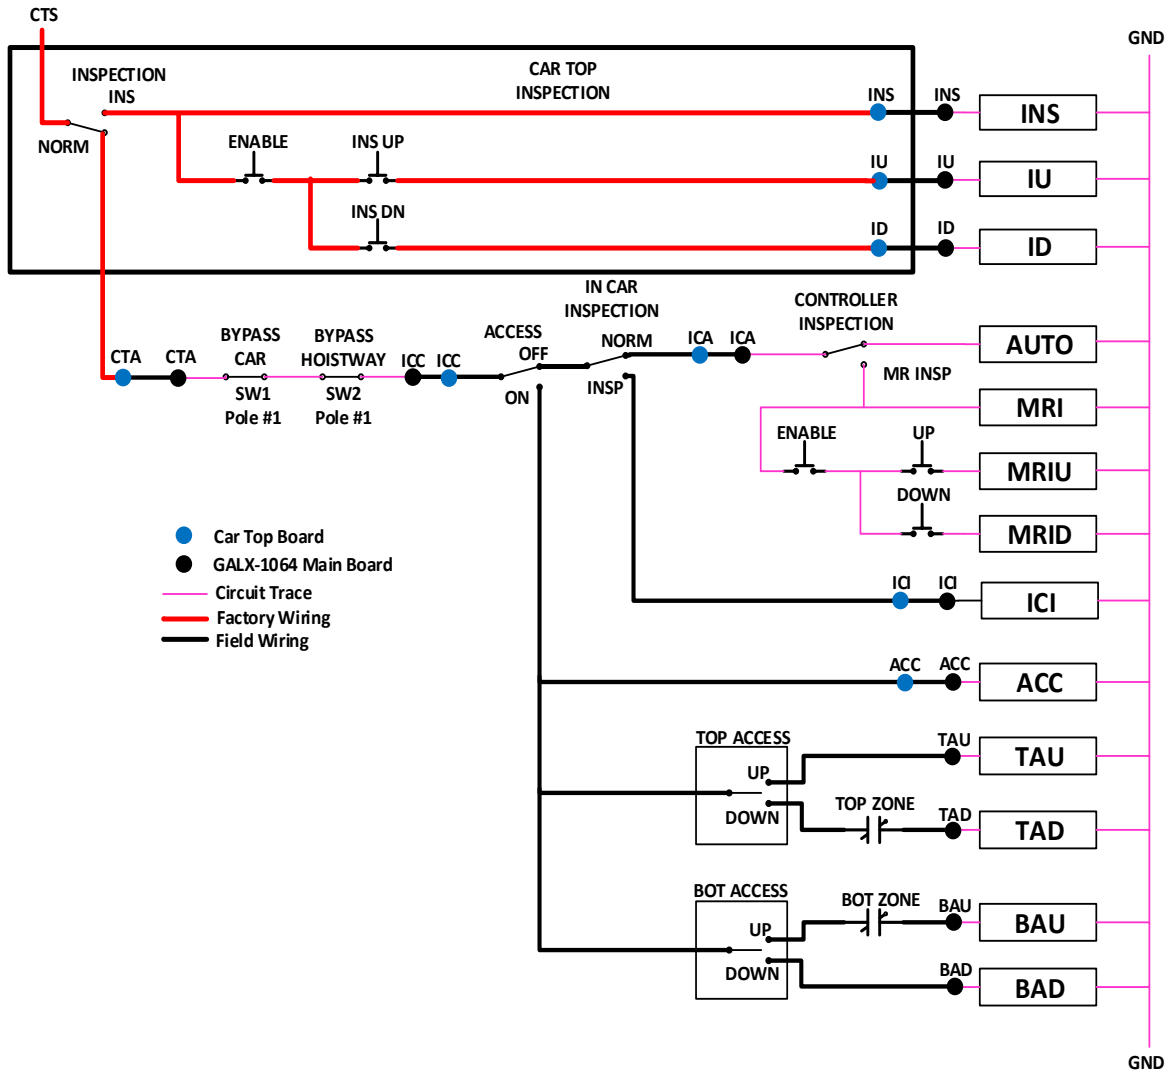 CTS
GND
INSPECTION
INS
NORM
CAR TOP
INSPECTION
INS
INS
INS
ENABLE
INS UP
IU
IU
IU
INS DN
ID
ID
ID
IN CAR
INSPECTION
CONTROLLER
INSPECTION
CTA
CTA
BYPASS
CAR
SW1
Pole #1
BYPASS
HOISTWAY
SW2
Pole #1
ICC
ICC
ACCESS
OFF
ON
NORM
INSP
ICA
ICA
MR INSP
AUTO
MRI
ENABLE
UP
MRIU
DOWN
MRID
Car Top Board
GALX-1064 Main Board
Circuit Trace
Factory Wiring
Field Wiring
ICI
ICI
ICI
ACC
ACC
ACC
TOP ACCESS
UP
DOWN
TAU
TAU
TOP ZONE
TAD
TAD
BOT ACCESS
UP
DOWN
BOT ZONE
BAU
BAU
BAD
BAD
GND